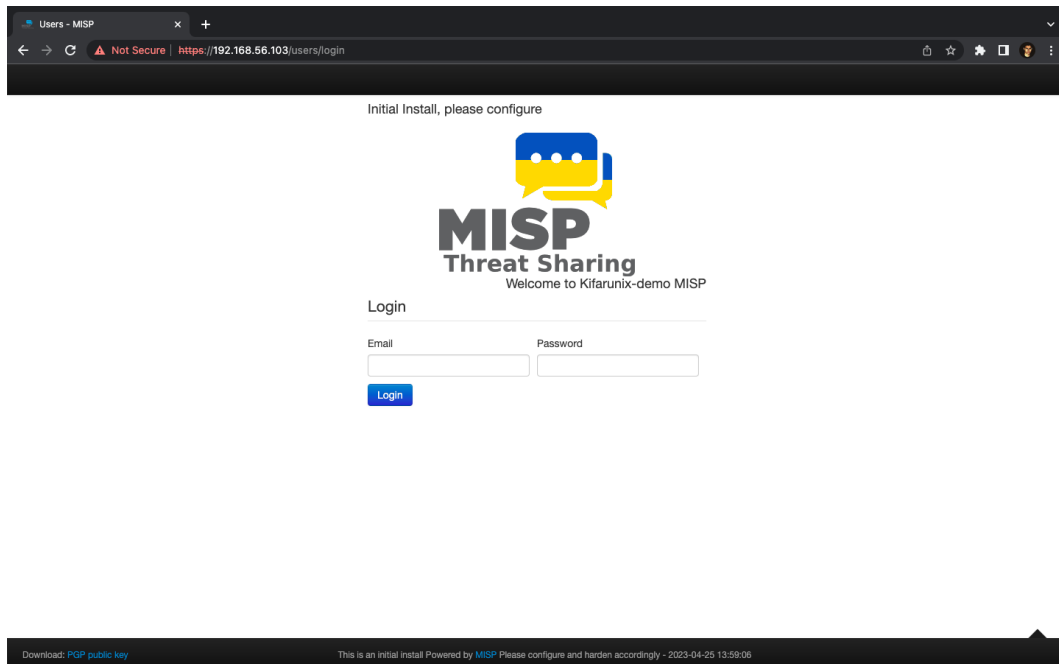 Users - MISP
Not Secure | https://192.168.56.103/users/login
Initial Install, please configure
MISP
Threat Sharing
Welcome to Kifarunix-demo MISP
Login
Email Password
Login
Download: PGP public key This is an initial install Powered by MISP Please configure and harden accordingly - 2023-04-25 13:59:06